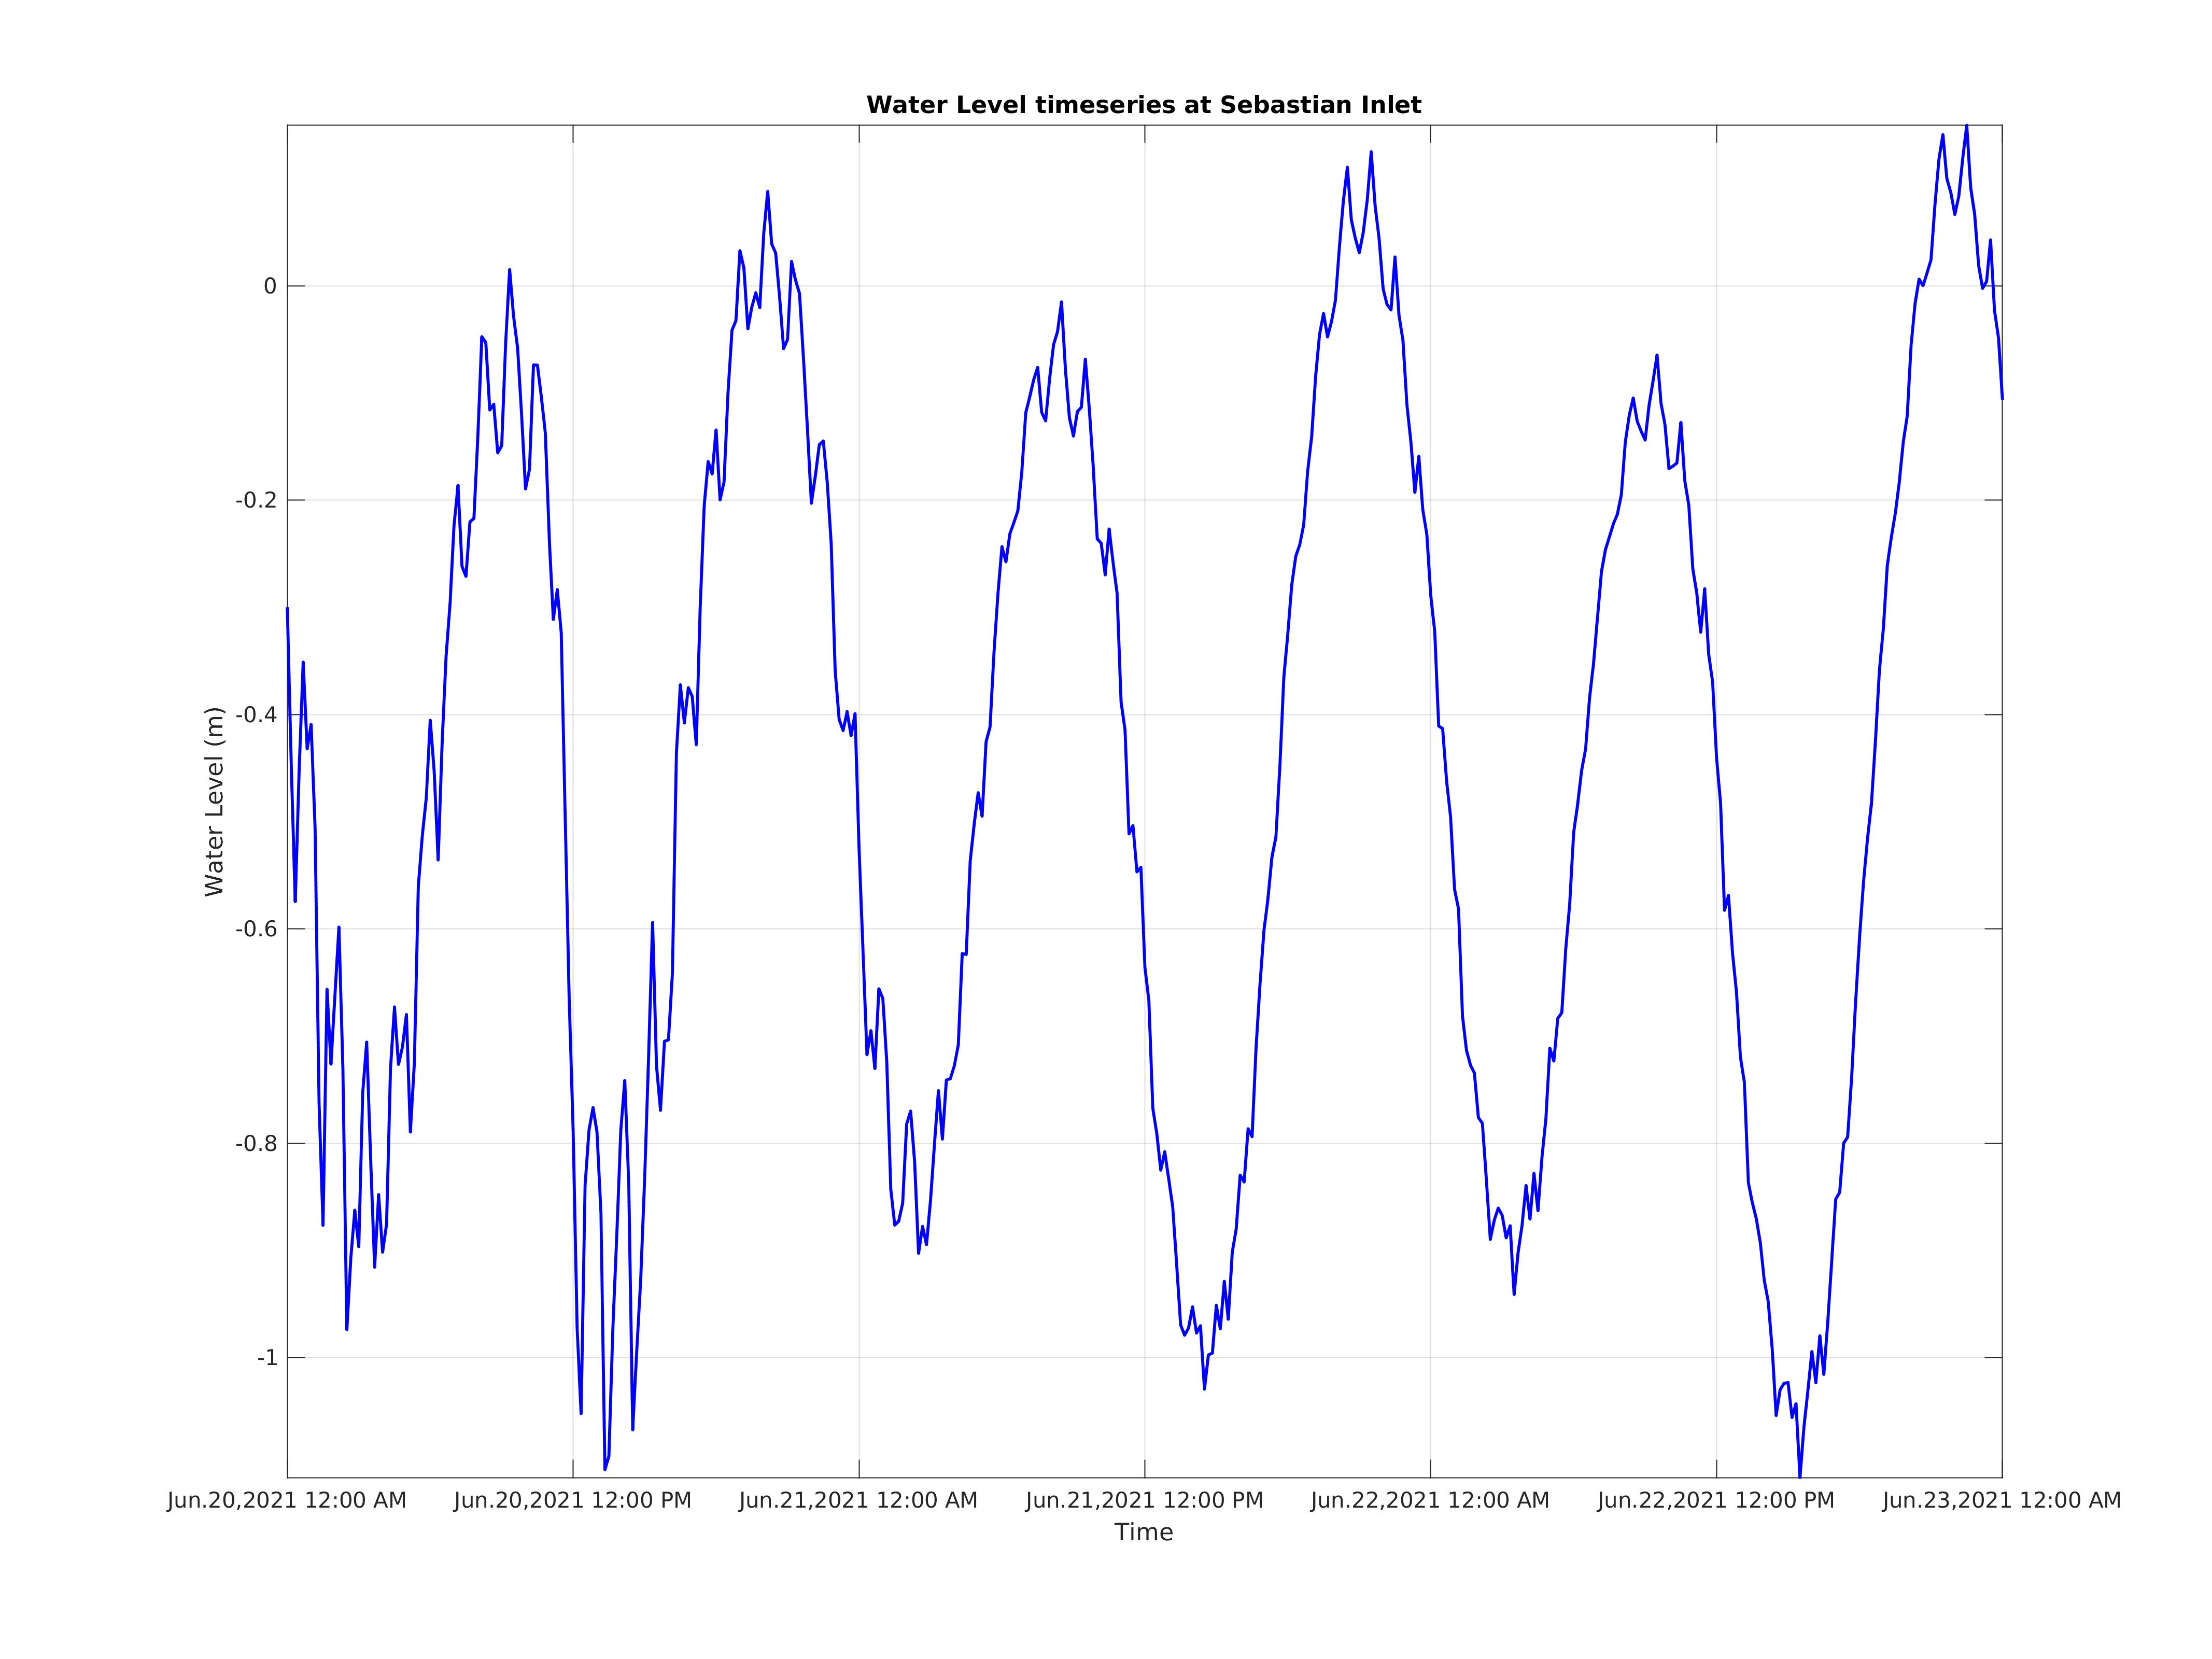 Water Level timeseries at Sebastian Inlet
0
-0.2
-0.4
-0.6
-0.8
-1
Water Level (m)
Jun.20,2021 12:00 AM
Jun.20,2021 12:00 PM
Jun.21,2021 12:00 AM
Jun.21,2021 12:00 PM
Jun.22,2021 12:00 AM
Jun.22,2021 12:00 PM
Jun.23,2021 12:00 AM
Time